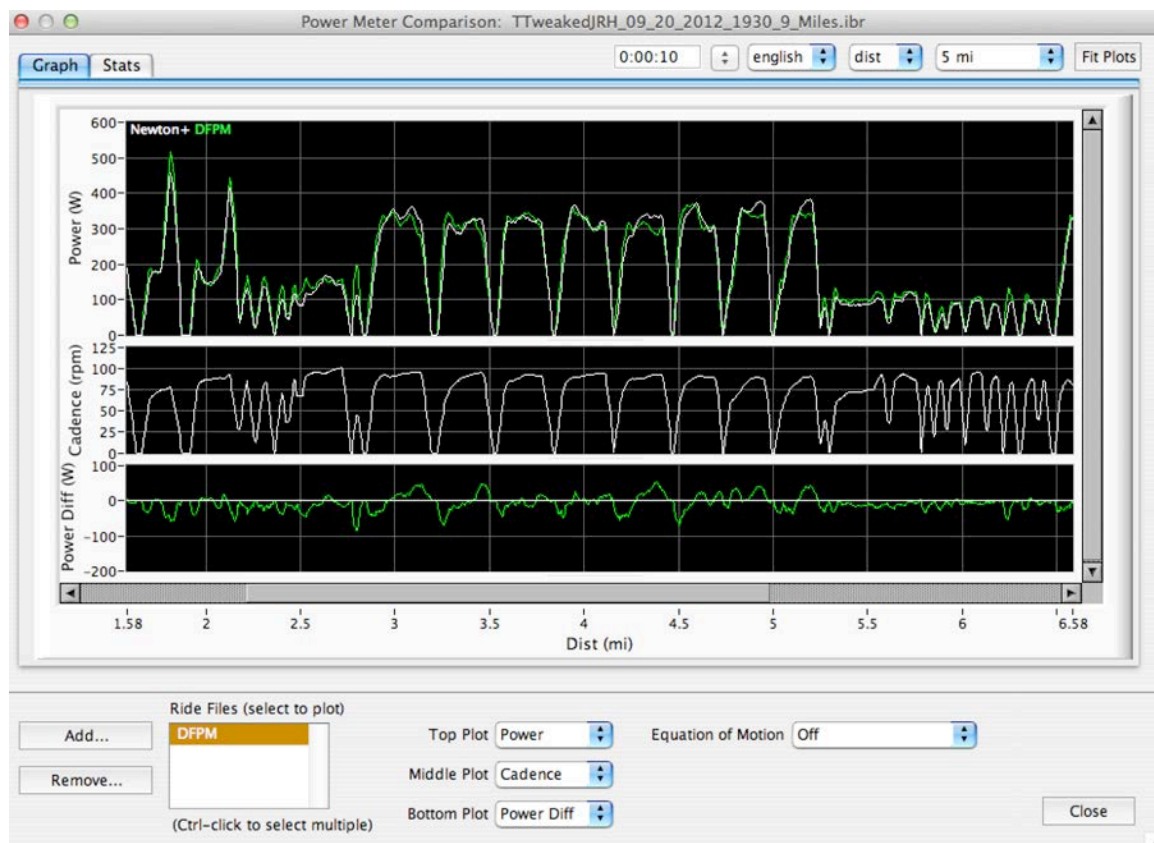 Power Meter Comparison: TTweakedJRH_09_20_2012_1930_9_Miles.ibr
Graph Stats 0:00:10 english dist 5 mi Fit Plots
Newton+ DFPM
600
500
400
300
200
100
0
Power (W)
125
100
75
50
25
0
Cadence (rpm)
100
0
-100
-200
Power Diff (W)
1.58 2 2.5 3 3.5 4 4.5 5 5.5 6 6.58
Dist (mi)
Ride Files (select to plot)
Add... DFPM Top Plot Power Equation of Motion Off
Remove... Middle Plot Cadence
Bottom Plot Power Diff Close
(Ctrl-click to select multiple)